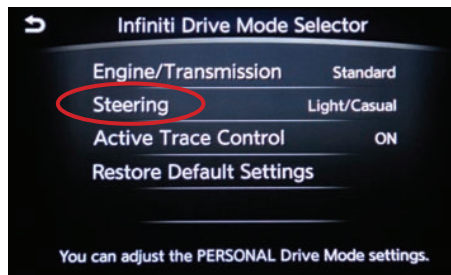 Infiniti Drive Mode Selector
Engine/Transmission Standard
Steering Light/Casual
Active Trace Control ON
Restore Default Settings
You can adjust the PERSONAL Drive Mode settings.